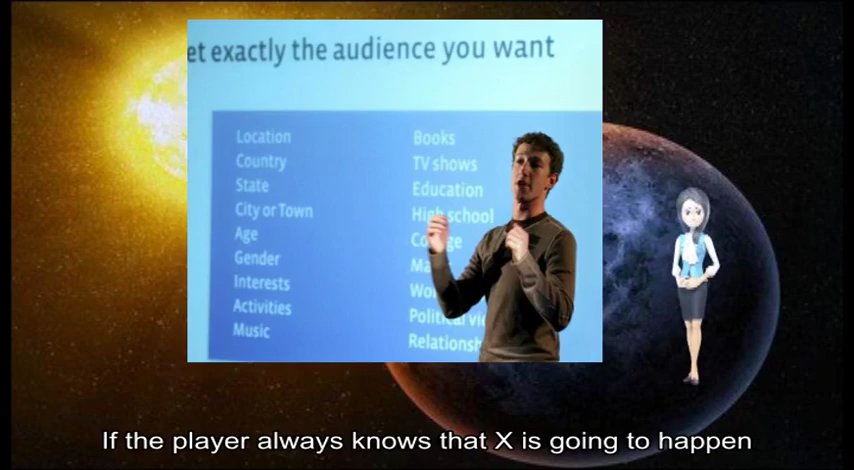 et exactly the audience you want
Location
Country
State
City or Town
Age
Gender
Interests
Activities
Music
Books
TV shows
Education
High school
If the player always knows that X is going to happen